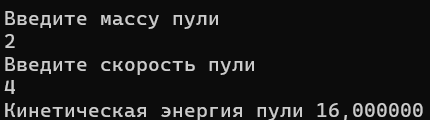 Введите массу пули
2
Введите скорость пули
4
Кинетическая энергия пули 16,000000